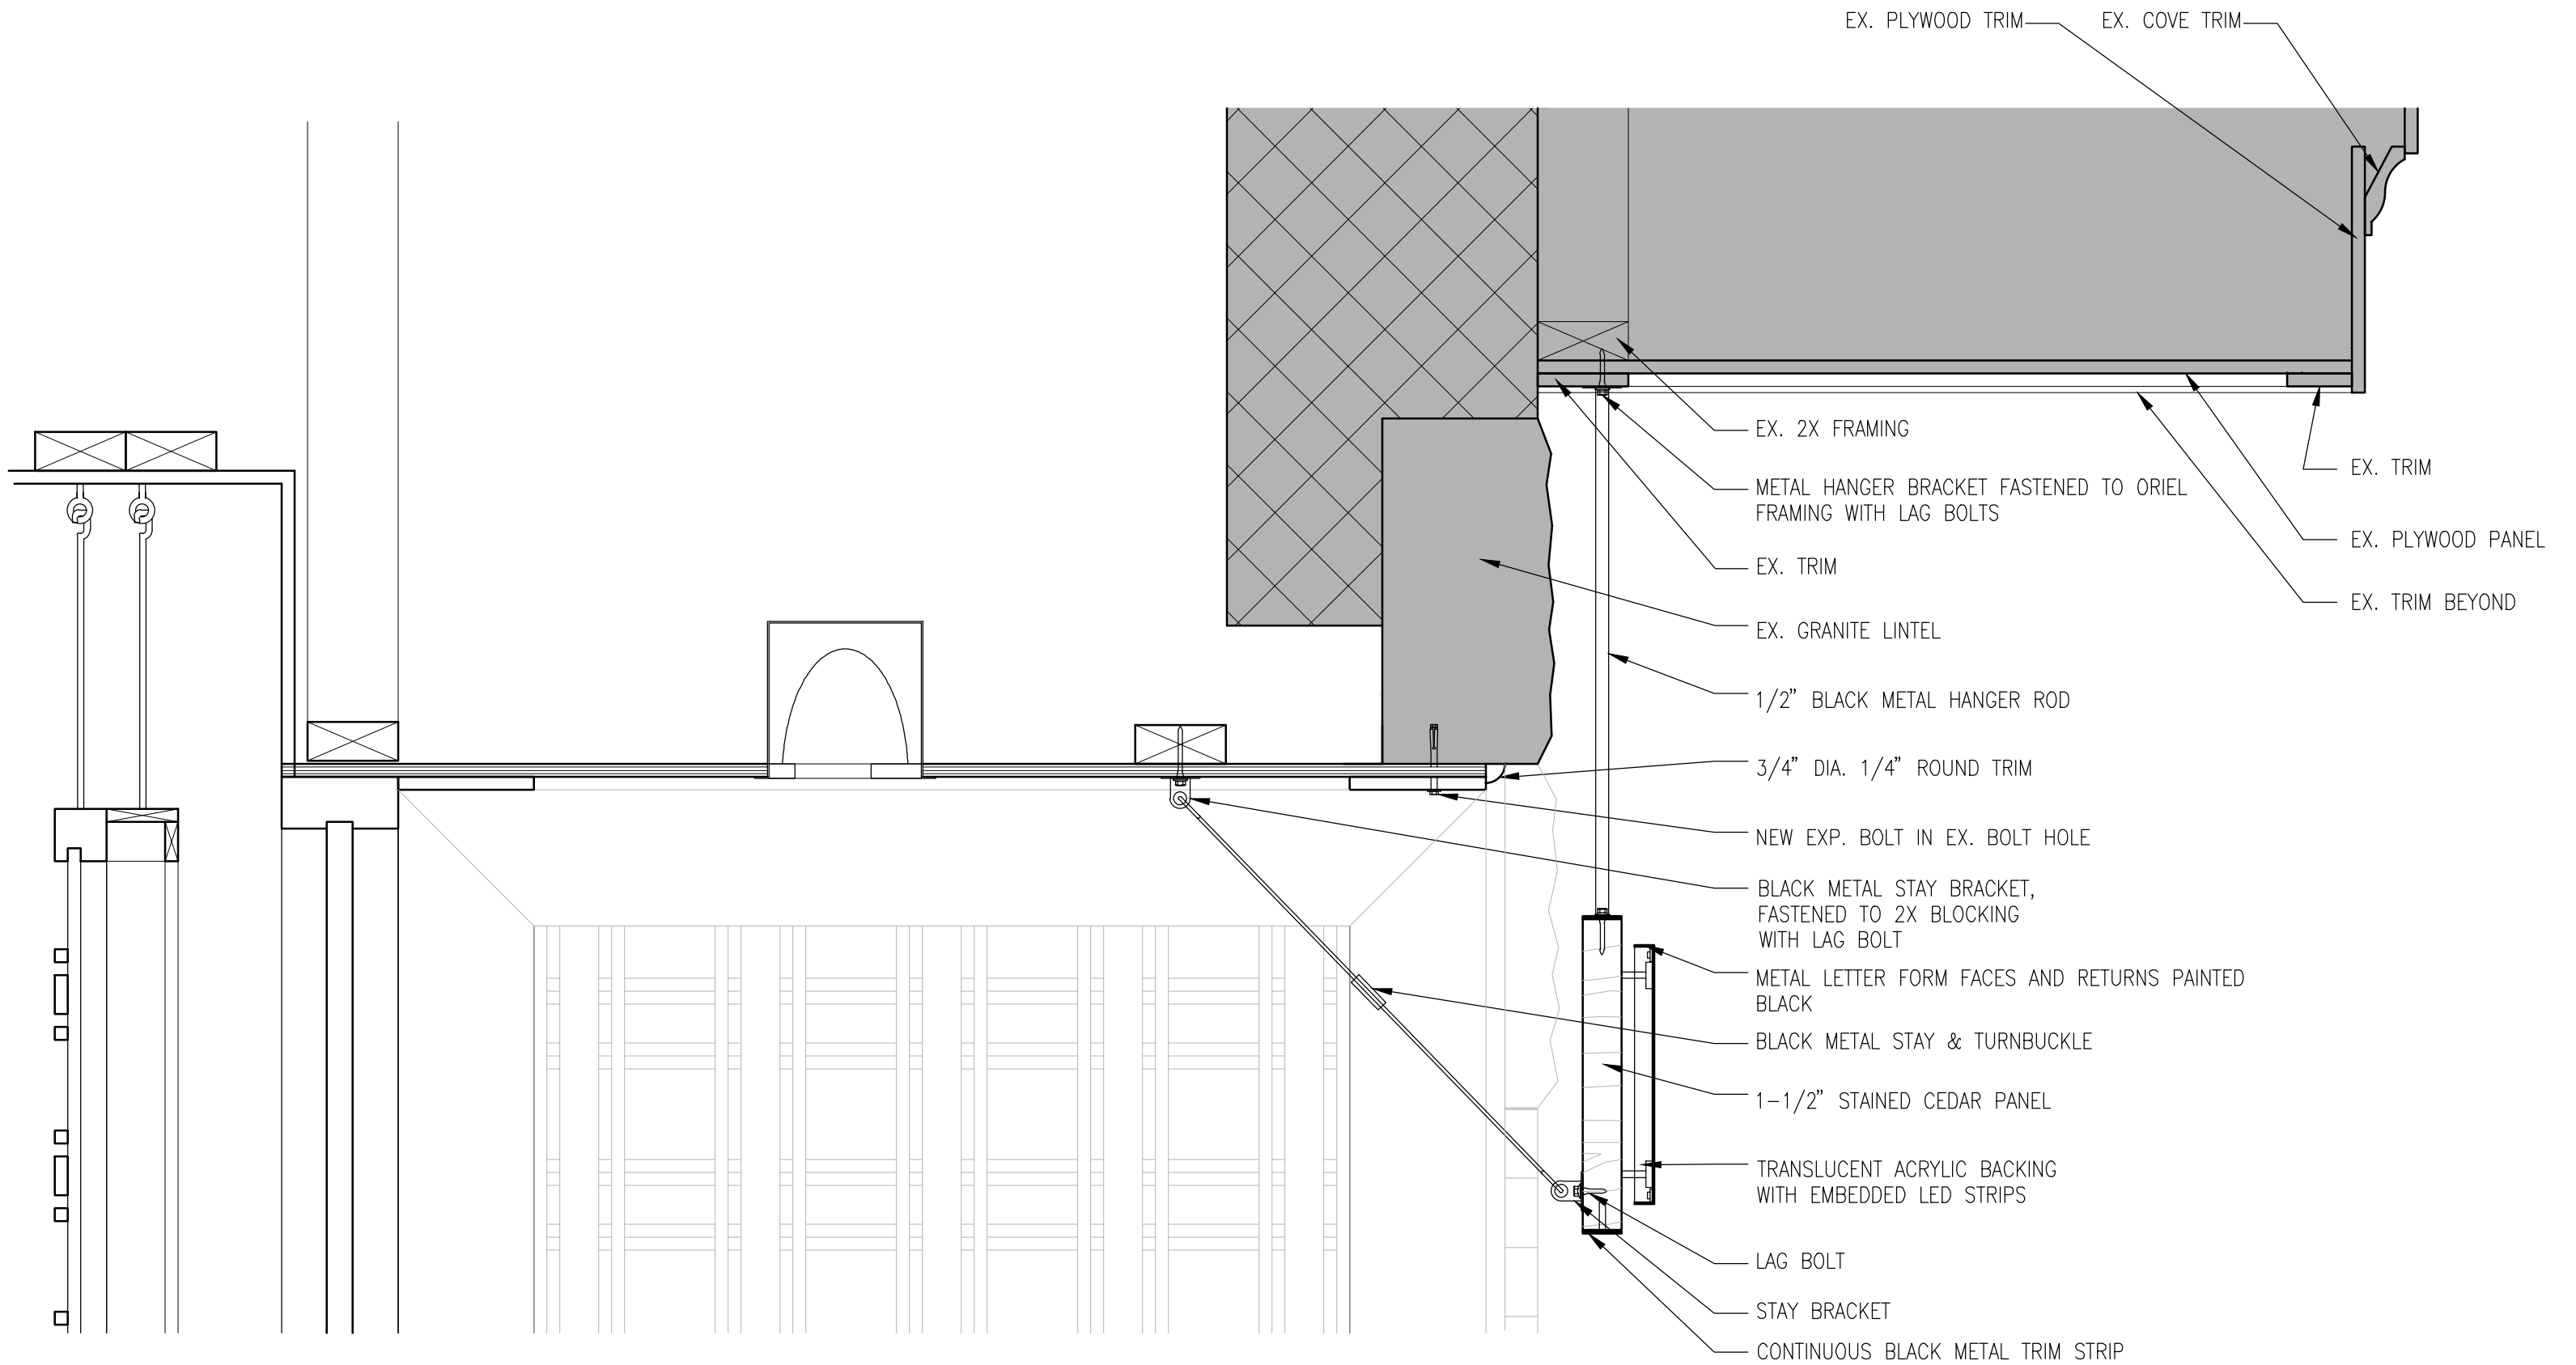 EX. PLYWOOD TRIM
EX. COVE TRIM
EX. 2X FRAMING
EX. TRIM
METAL HANGER BRACKET FASTENED TO ORIEL
FRAMING WITH LAG BOLTS
EX. PLYWOOD PANEL
EX. TRIM
EX. TRIM BEYOND
EX. GRANITE LINTEL
1/2" BLACK METAL HANGER ROD
3/4" DIA. 1/4" ROUND TRIM
NEW EXP. BOLT IN EX. BOLT HOLE
BLACK METAL STAY BRACKET,
FASTENED TO 2X BLOCKING
WITH LAG BOLT
METAL LETTER FORM FACES AND RETURNS PAINTED
BLACK
BLACK METAL STAY & TURNBUCKLE
1-1/2" STAINED CEDAR PANEL
TRANSLUCENT ACRYLIC BACKING
WITH EMBEDDED LED STRIPS
LAG BOLT
STAY BRACKET
CONTINUOUS BLACK METAL TRIM STRIP